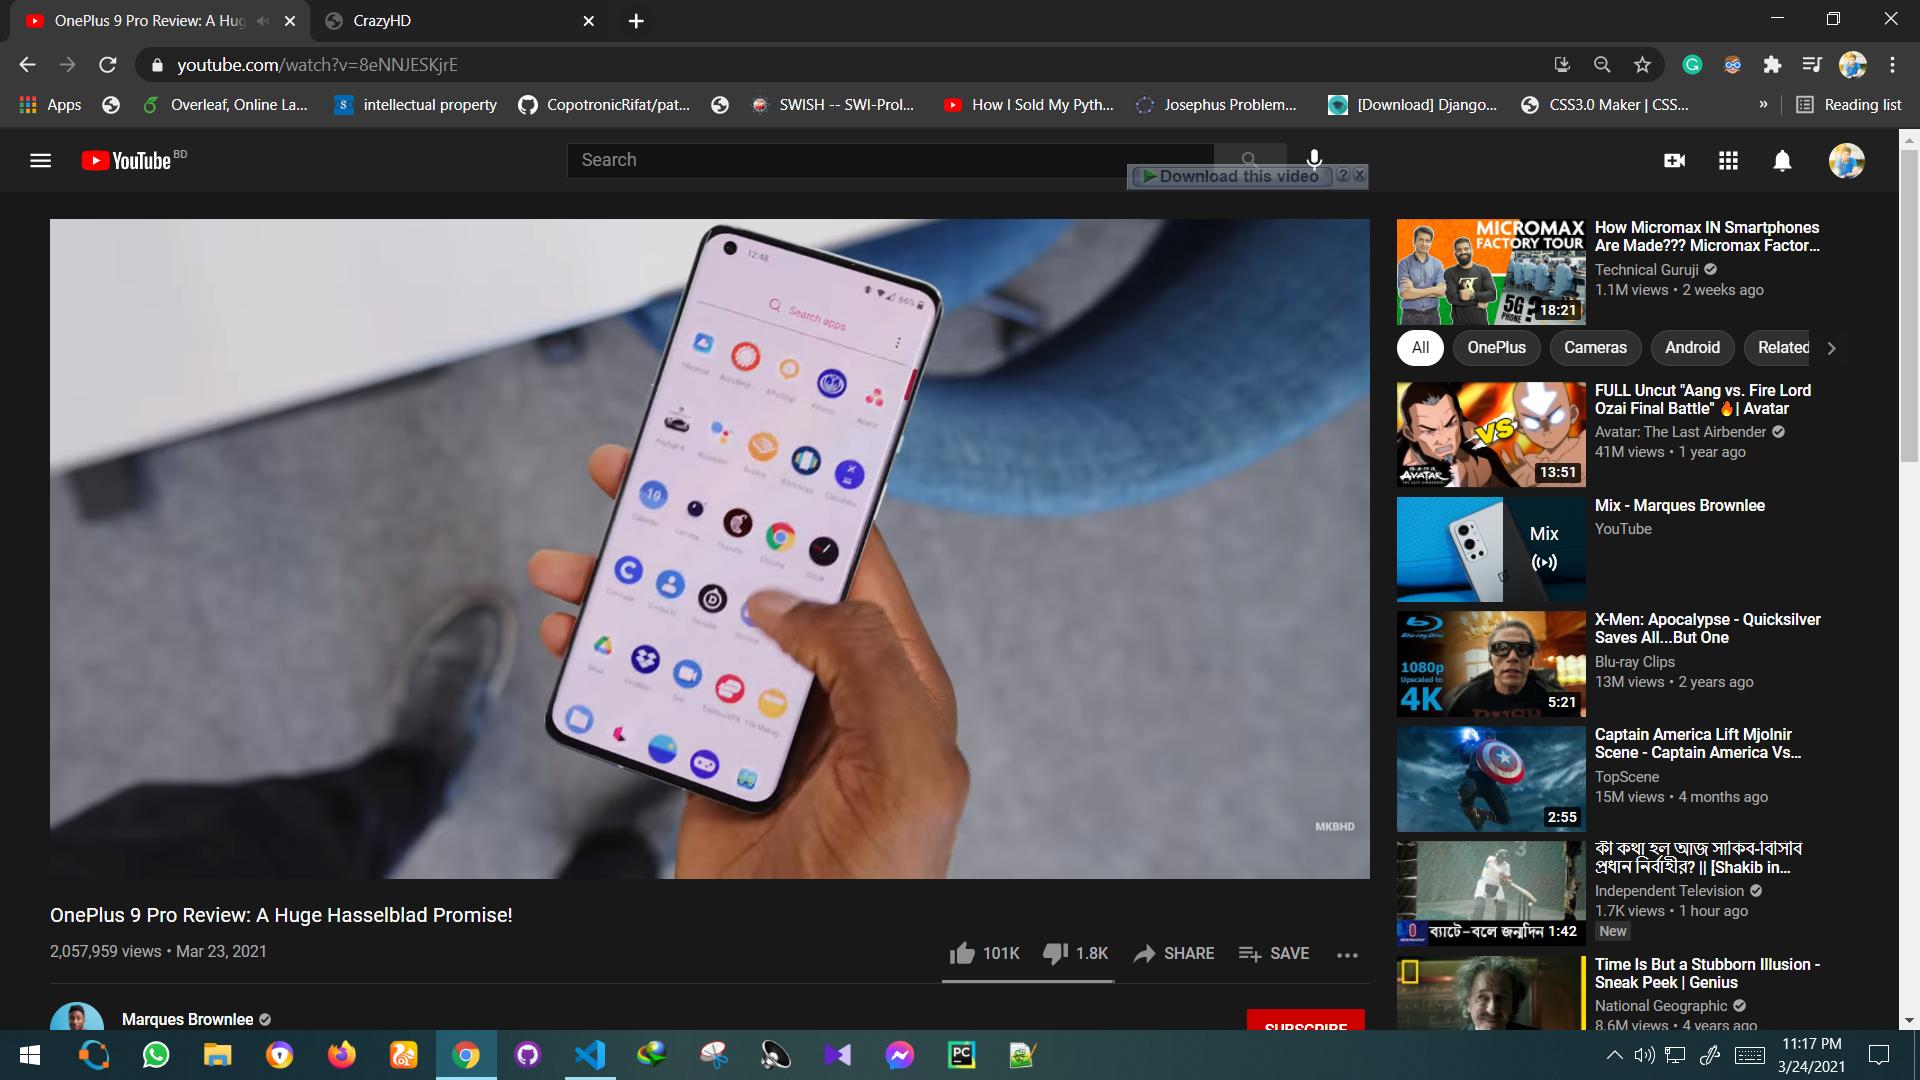 OnePlus 9 Pro Review: A Hug
CrazyHD
youtube.com/watch?v=8eNNJESKjrE
Apps
Overleaf, Online La...
intellectual property
CopotronicRifat/pat...
SWISH -- SWI-Prol...
How I Sold My Pyth...
Josephus Problem...
[Download] Django...
CSS3.0 Maker | CSS...
»
Reading list
YouTube BD
Search
Download this video
12:48
66%
Search apps
MKBHD
OnePlus 9 Pro Review: A Huge Hasselblad Promise!
2,057,959 views • Mar 23, 2021
101K
1.8K
SHARE
SAVE
Marques Brownlee
SUBSCRIBE
MICROMAX
FACTORY TOUR
5G ?
PHONE
18:21
How Micromax IN Smartphones
Are Made??? Micromax Factor...
Technical Guruji
1.1M views • 2 weeks ago
All
OnePlus
Cameras
Android
Related
VS
AVATAR
13:51
FULL Uncut "Aang vs. Fire Lord
Ozai Final Battle" 🔥| Avatar
Avatar: The Last Airbender
41M views • 1 year ago
Mix
Mix - Marques Brownlee
YouTube
Blu-ray Disc
1080p
Upscaled to
4K
5:21
X-Men: Apocalypse - Quicksilver
Saves All...But One
Blu-ray Clips
13M views • 2 years ago
2:55
Captain America Lift Mjolnir
Scene - Captain America Vs...
TopScene
15M views • 4 months ago
ব্যাটে-বলে জন্মদিন 1:42
কী কথা হল আজ সাকিব-বিসিবি
প্রধান নির্বাহীর? || [Shakib in...
Independent Television
1.7K views • 1 hour ago
New
Time Is But a Stubborn Illusion -
Sneak Peek | Genius
National Geographic
8.6M views • 4 years ago
11:17 PM
3/24/2021